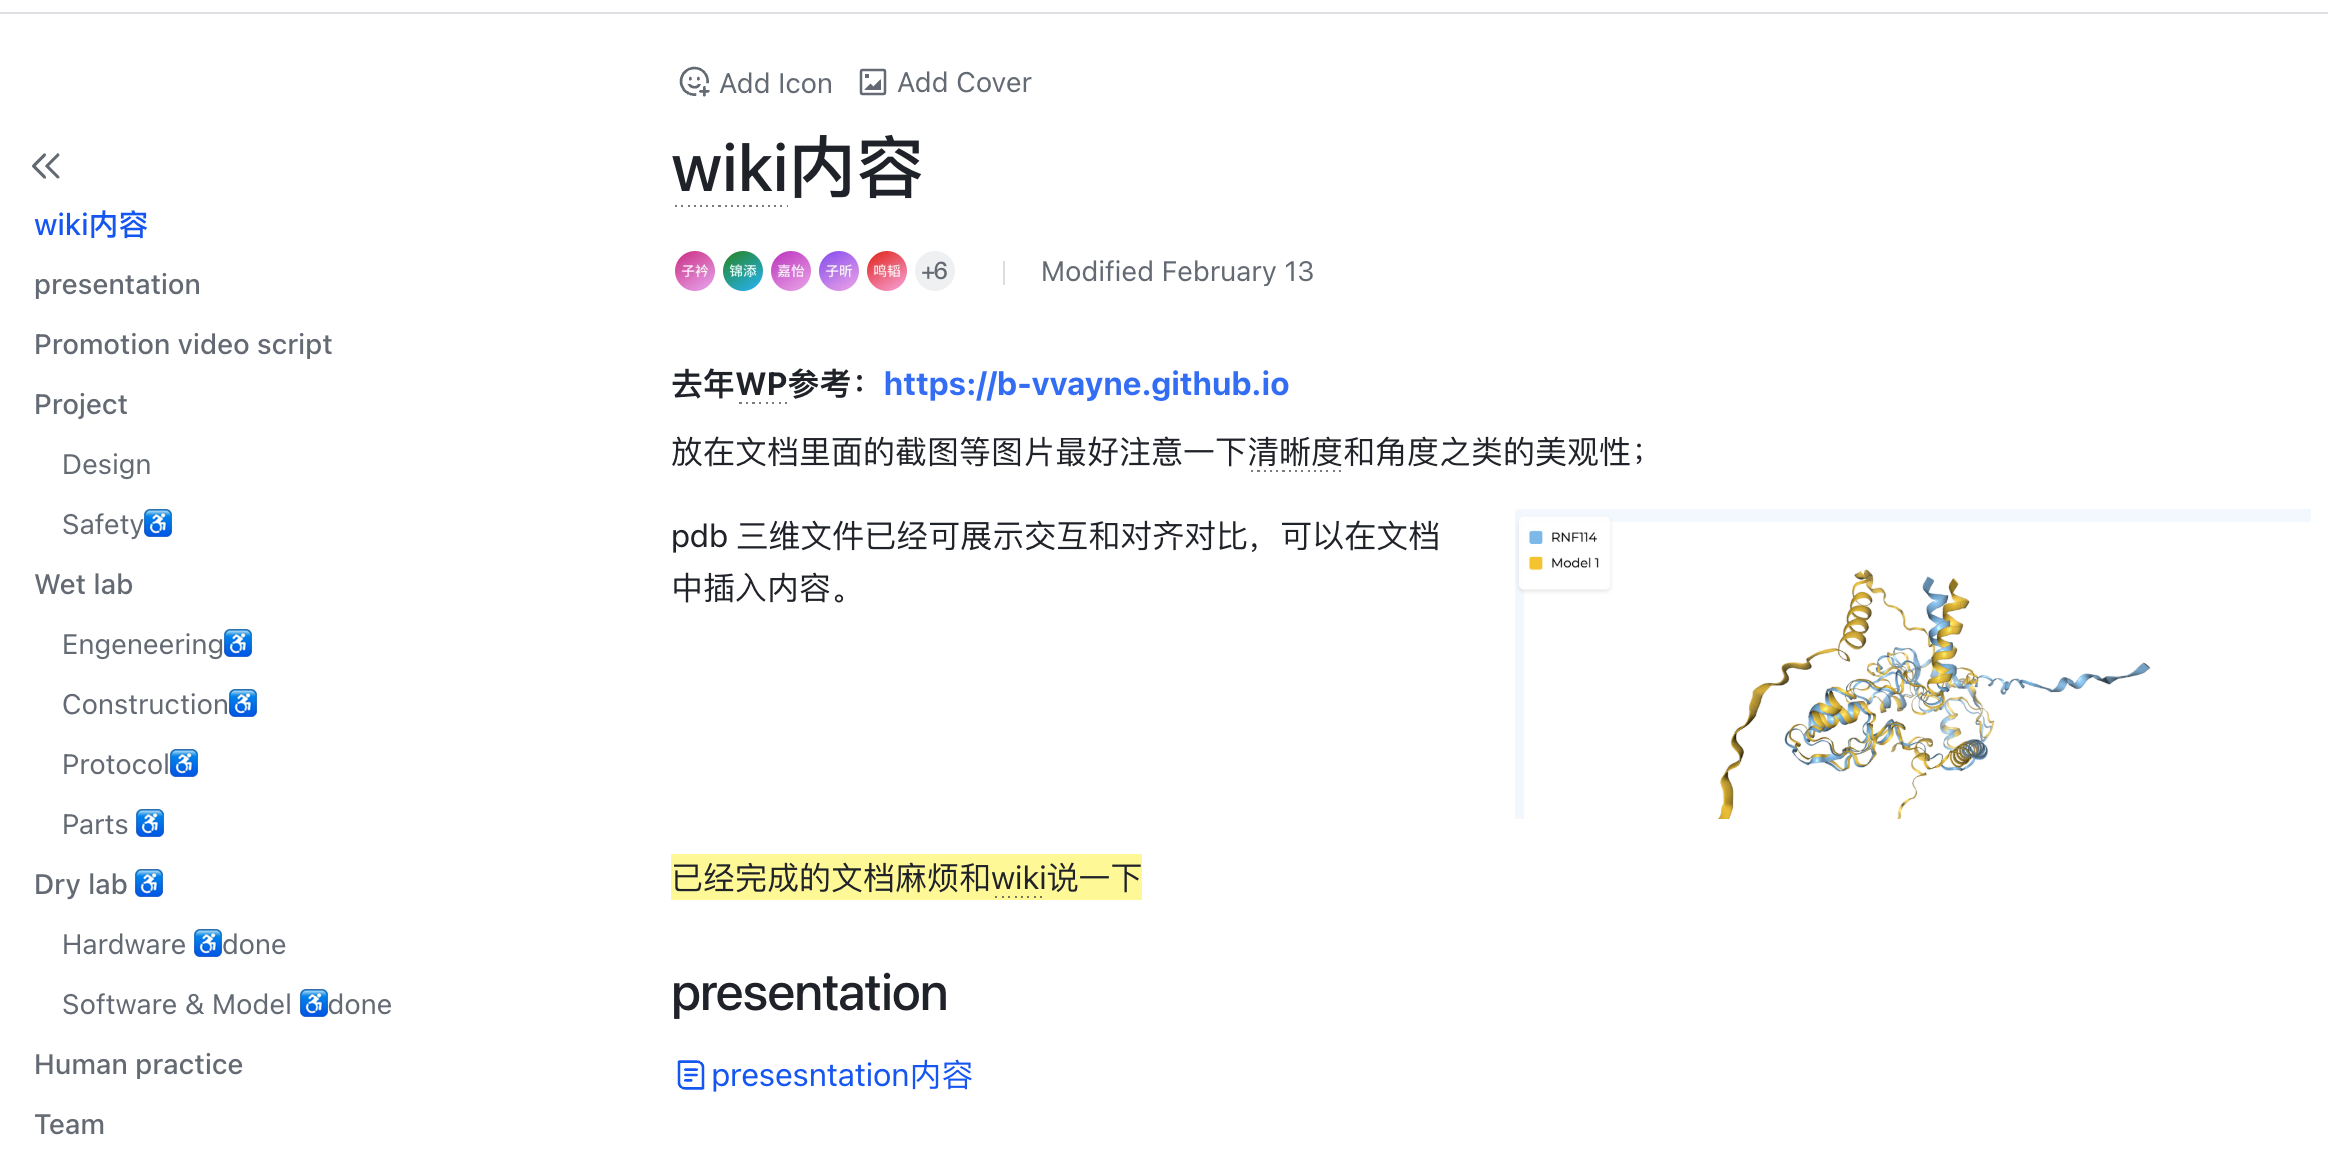 Add Icon Add Cover
wiki内容
子衿 锦添 嘉怡 子昕 鸣韬 +6 Modified February 13
wiki内容
presentation
Promotion video script
Project
Design
Safety♿
Wet lab
Engeneering♿
Construction♿
Protocol♿
Parts ♿
Dry lab ♿
Hardware ♿done
Software & Model ♿done
Human practice
Team
去年WP参考：https://b-vvayne.github.io
放在文档里面的截图等图片最好注意一下清晰度和角度之类的美观性；
pdb 三维文件已经可展示交互和对齐对比，可以在文档
中插入内容。
RNF114
Model 1
已经完成的文档麻烦和wiki说一下
presentation
presesntation内容